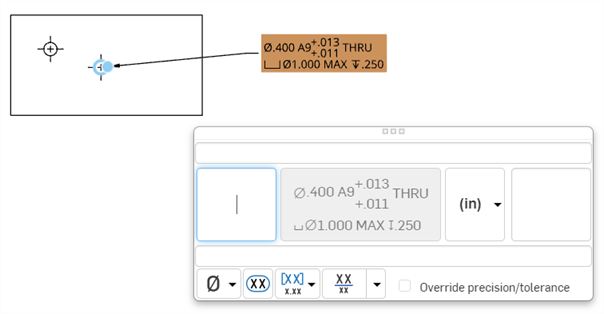 Ø.400 A9 +.013 THRU
+.011
⌴Ø1.000 MAX ↧.250
Ø.400 A9 +.013 THRU
+.011
⌴Ø1.000 MAX ↧.250
(in)
Ø
XX
[XX]
X.XX
XX
XX
Override precision/tolerance